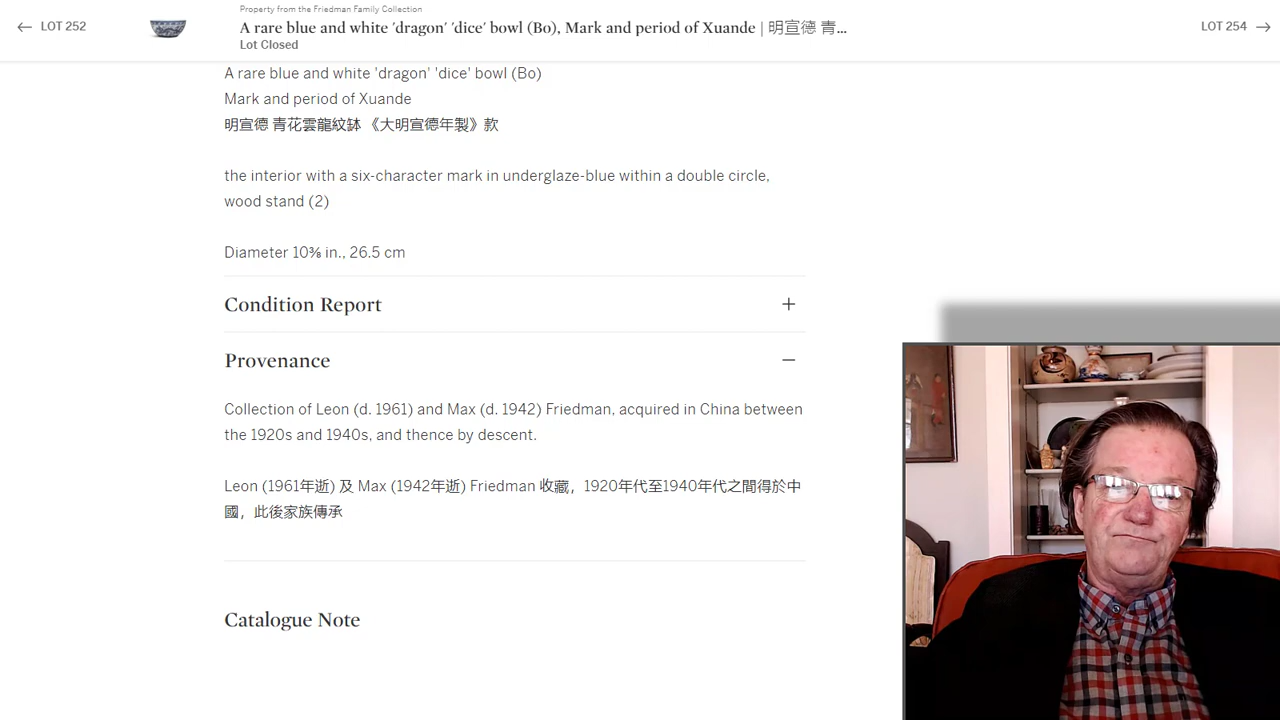 Property from the Friedman Family Collection
← LOT 252
A rare blue and white 'dragon' 'dice' bowl (Bo), Mark and period of Xuande | 明宣德 青...
LOT 254 →
Lot Closed
A rare blue and white 'dragon' 'dice' bowl (Bo)
Mark and period of Xuande
明宣德 青花雲龍紋缽 《大明宣德年製》款
the interior with a six-character mark in underglaze-blue within a double circle,
wood stand (2)
Diameter 10⅜ in., 26.5 cm
Condition Report +
Provenance –
Collection of Leon (d. 1961) and Max (d. 1942) Friedman, acquired in China between
the 1920s and 1940s, and thence by descent.
Leon (1961年逝) 及 Max (1942年逝) Friedman 收藏，1920年代至1940年代之間得於中
國，此後家族傳承
Catalogue Note